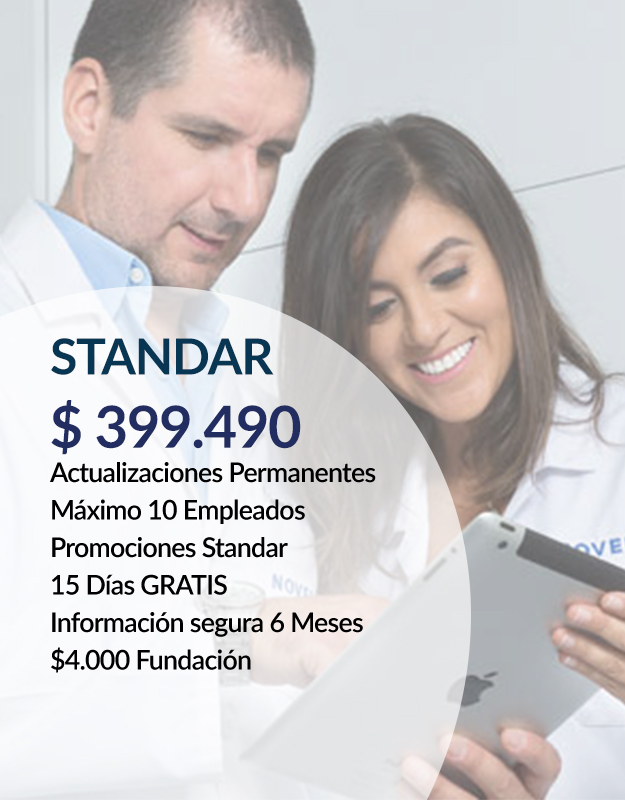 STANDAR
$ 399.490
Actualizaciones Permanentes
Máximo 10 Empleados
Promociones Standar
15 Días GRATIS
Información segura 6 Meses
$4.000 Fundación